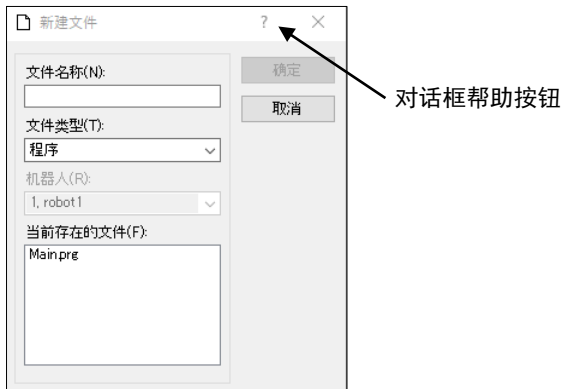 新建文件
?
对话框帮助按钮
文件名称(N):
确定
取消
文件类型(T):
程序
机器人(R):
1, robot1
当前存在的文件(F):
Main.prg